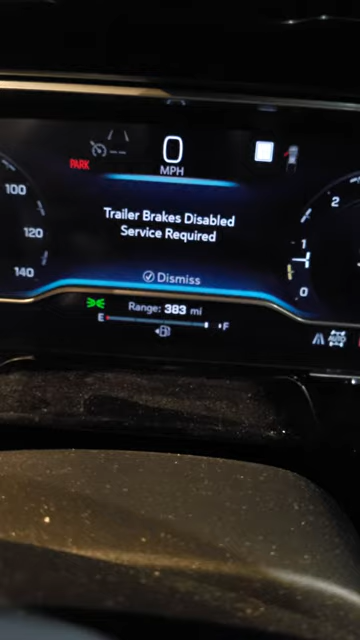 0
MPH
PARK
100
120
140
Trailer Brakes Disabled
Service Required
Dismiss
Range: 383 mi
E
F
2
1
0
AUTO